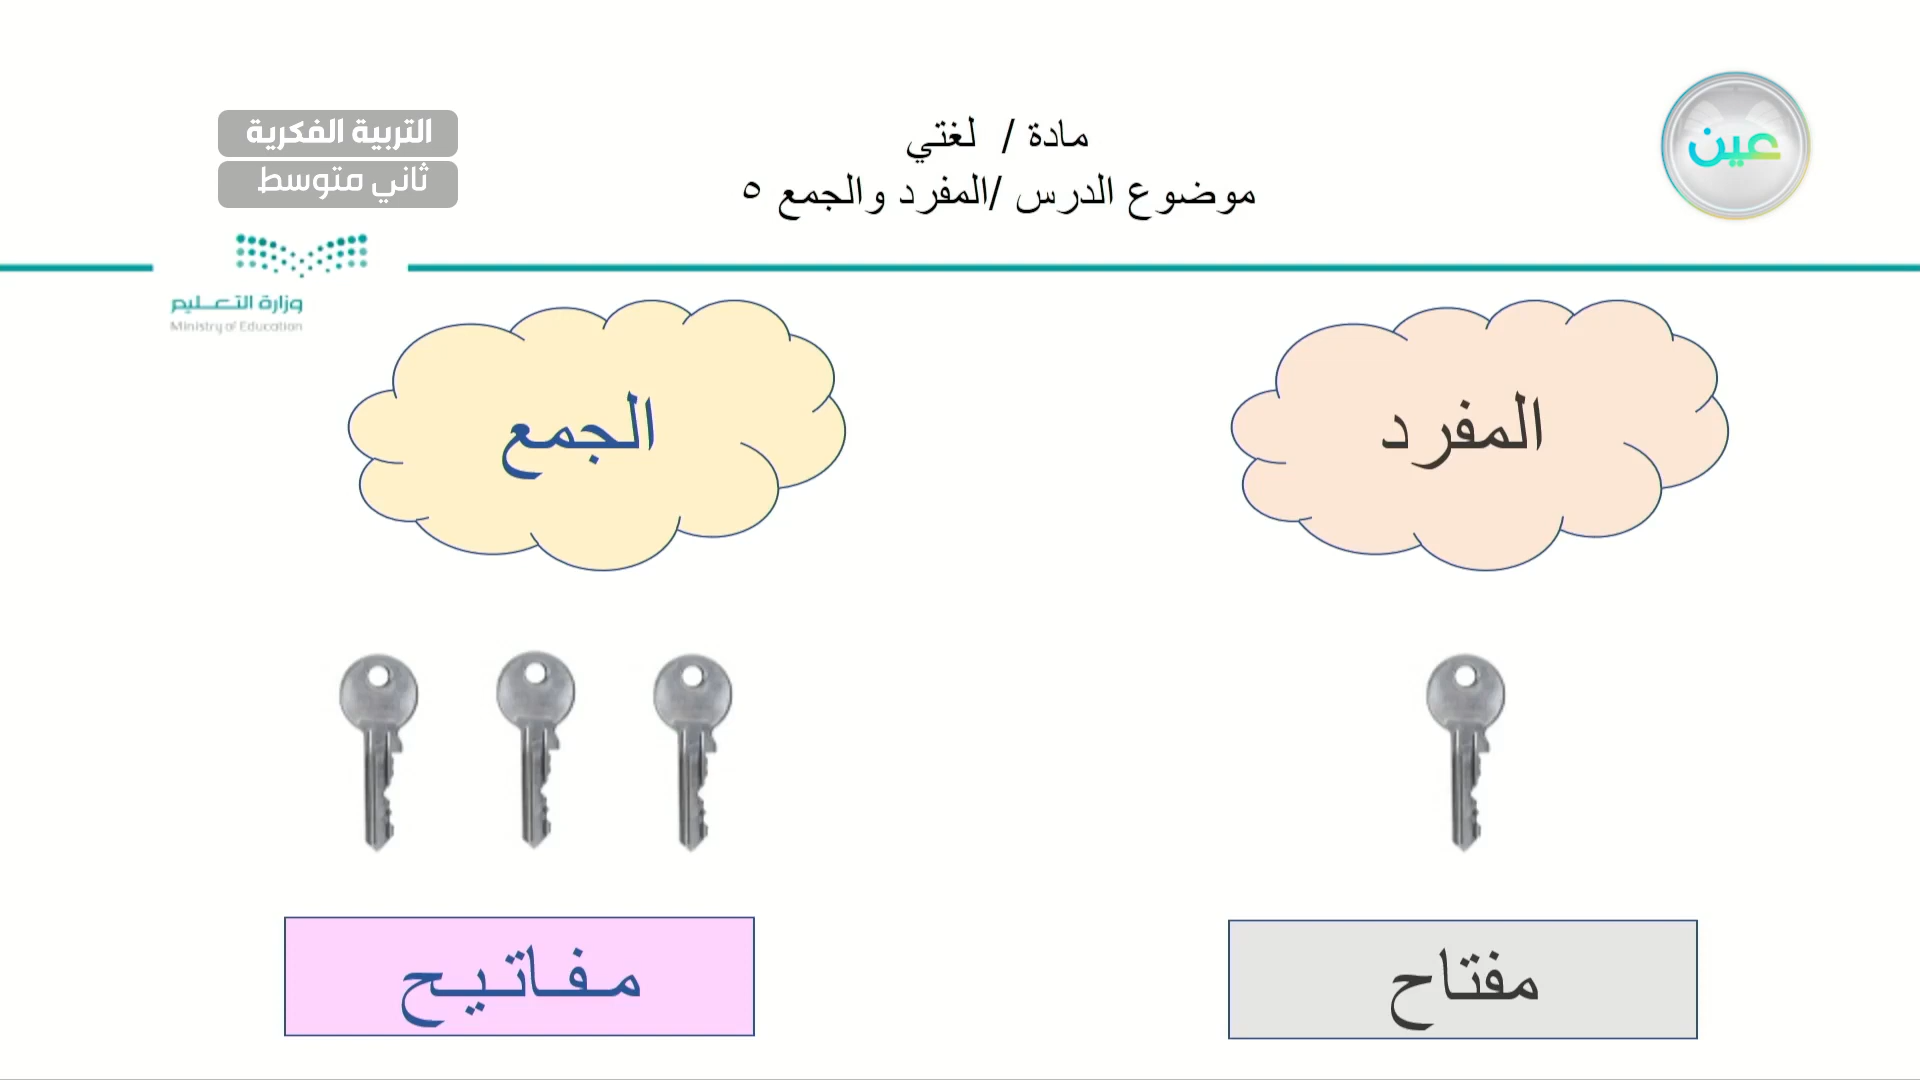 عين
مادة / لغتي
موضوع الدرس /المفرد والجمع ٥
التربية الفكرية
ثاني متوسط
وزارة التعليم
Ministry of Education
المفرد
الجمع
مفتاح
مفاتيح